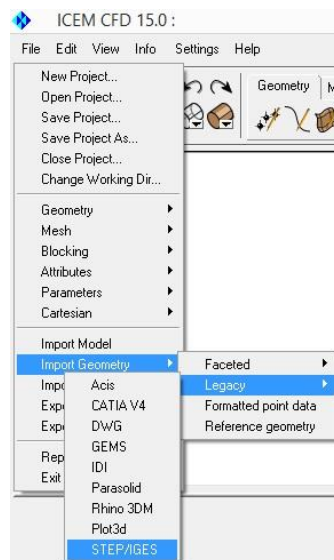 ICEM CFD 15.0 :
File Edit View Info Settings Help
New Project...
Open Project...
Save Project...
Save Project As...
Close Project...
Change Working Dir...
Geometry
Mesh
Blocking
Attributes
Parameters
Cartesian
Import Model
Import Geometry
Faceted
Legacy
Formatted point data
Reference geometry
Acis
CATIA V4
DWG
GEMS
IDI
Parasolid
Rhino 3DM
Plot3d
STEP/IGES
Exit
Geometry